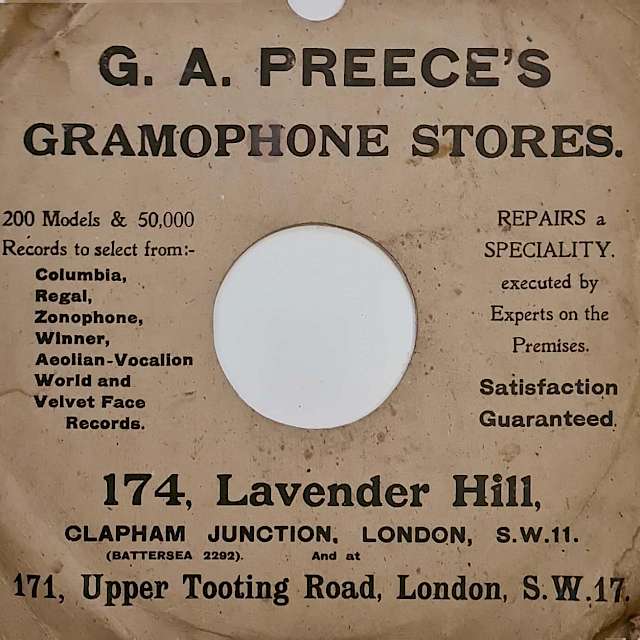 G. A. PREECE'S
GRAMOPHONE STORES.
200 Models & 50,000
Records to select from:-
Columbia,
Regal,
Zonophone,
Winner,
Aeolian-Vocalion
World and
Velvet Face
Records.
REPAIRS a
SPECIALITY.
executed by
Experts on the
Premises.
Satisfaction
Guaranteed.
174, Lavender Hill,
CLAPHAM JUNCTION, LONDON, S.W.11.
(BATTERSEA 2292). And at
171, Upper Tooting Road, London, S.W.17.